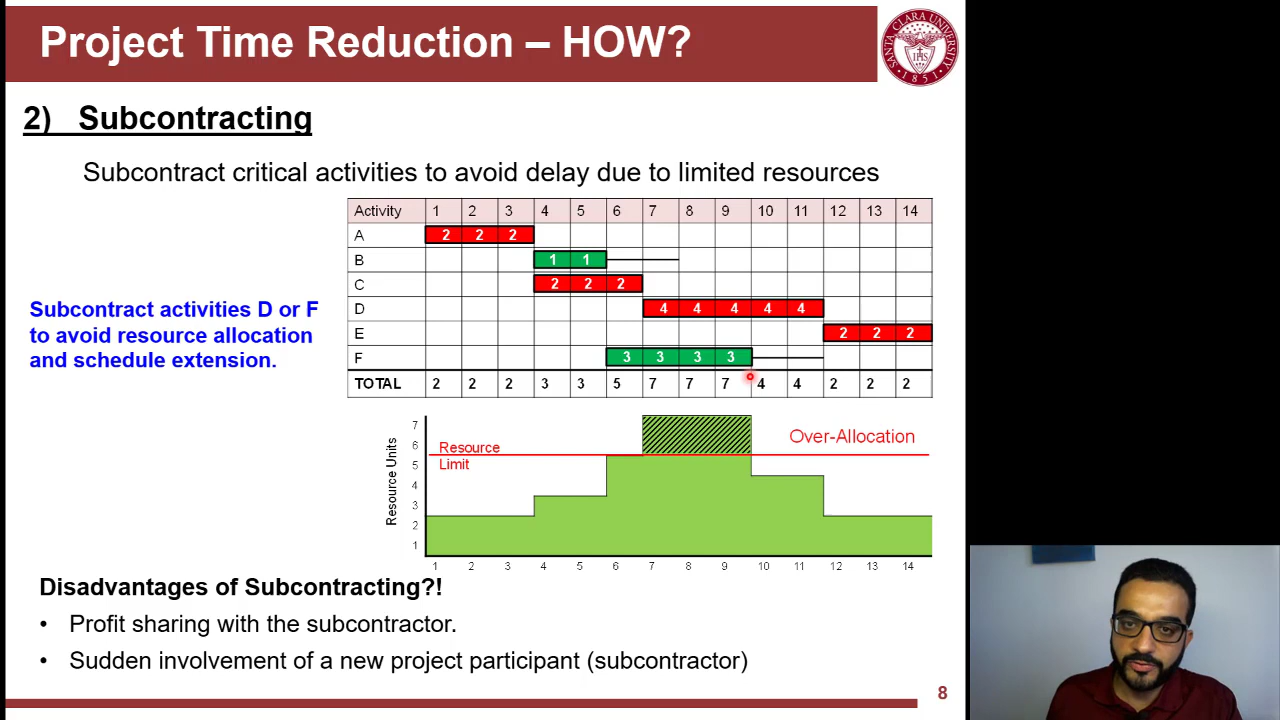 Project Time Reduction – HOW?
SANTA CLARA UNIVERSITY
IHS
1851
2) Subcontracting
Subcontract critical activities to avoid delay due to limited resources
Activity 1 2 3 4 5 6 7 8 9 10 11 12 13 14
A 2 2 2
B 1 1
C 2 2 2
D 4 4 4 4 4
E 2 2 2
F 3 3 3 3
TOTAL 2 2 2 3 3 5 7 7 7 4 4 2 2 2
Subcontract activities D or F
to avoid resource allocation
and schedule extension.
Resource Units
7
6
5
4
3
2
1
Resource
Limit
Over-Allocation
1 2 3 4 5 6 7 8 9 10 11 12 13 14
Disadvantages of Subcontracting?!
• Profit sharing with the subcontractor.
• Sudden involvement of a new project participant (subcontractor)
8